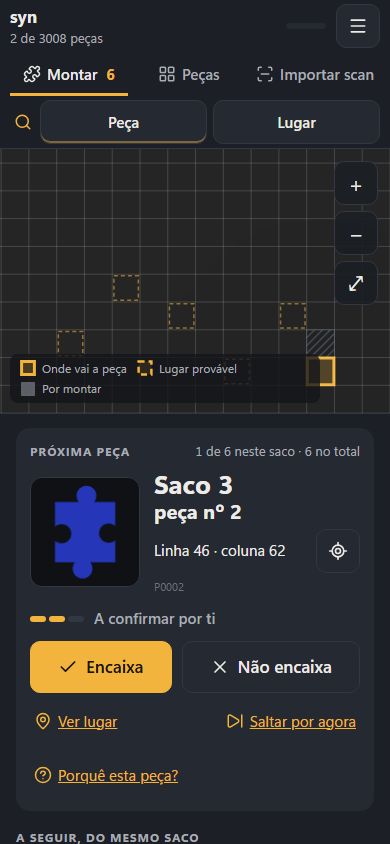 syn
2 de 3008 peças
Montar 6
Peças
Importar scan
Peça
Lugar
+
−
Onde vai a peça
Lugar provável
Por montar
PRÓXIMA PEÇA
1 de 6 neste saco · 6 no total
Saco 3
peça nº 2
Linha 46 · coluna 62
P0002
A confirmar por ti
Encaixa
Não encaixa
Ver lugar
Saltar por agora
Porquê esta peça?
A SEGUIR, DO MESMO SACO